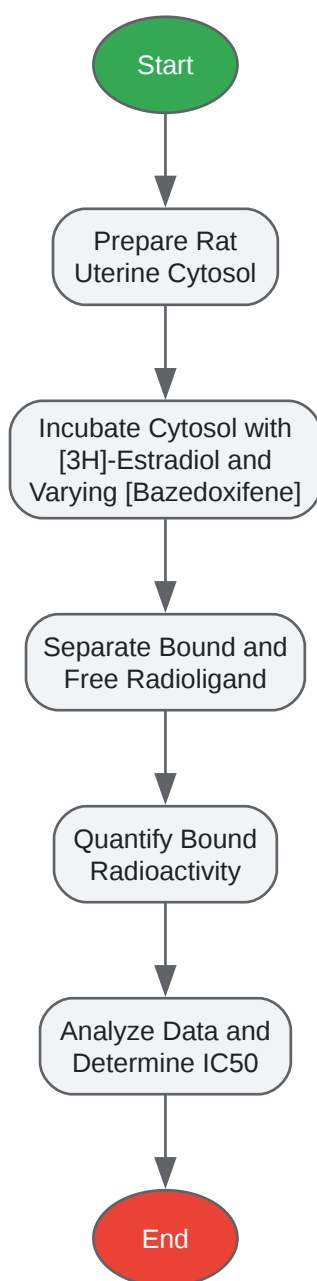 Start
Prepare Rat
Uterine Cytosol
Incubate Cytosol with
[3H]-Estradiol and
Varying [Bazedoxifene]
Separate Bound and
Free Radioligand
Quantify Bound
Radioactivity
Analyze Data and
Determine IC50
End